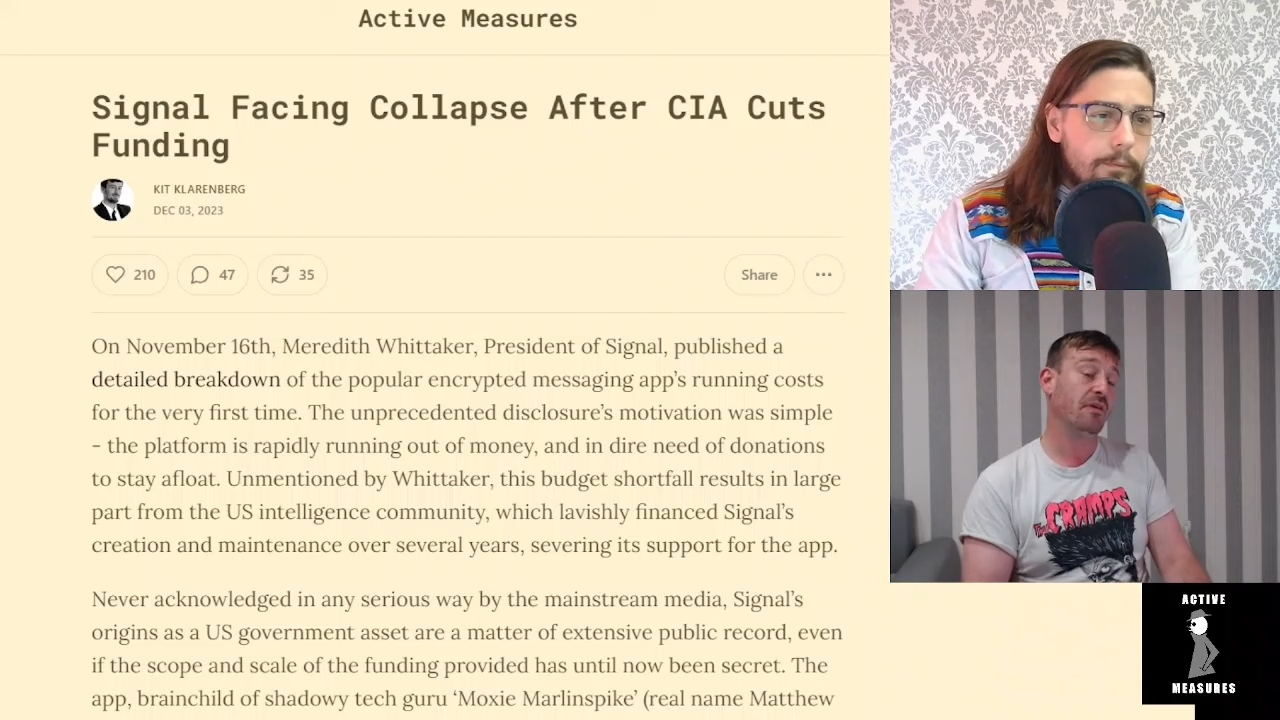 Active Measures
Signal Facing Collapse After CIA Cuts
Funding
KIT KLARENBERG
DEC 03, 2023
210
47
35
Share
On November 16th, Meredith Whittaker, President of Signal, published a
detailed breakdown of the popular encrypted messaging app’s running costs
for the very first time. The unprecedented disclosure’s motivation was simple
- the platform is rapidly running out of money, and in dire need of donations
to stay afloat. Unmentioned by Whittaker, this budget shortfall results in large
part from the US intelligence community, which lavishly financed Signal’s
creation and maintenance over several years, severing its support for the app.
Never acknowledged in any serious way by the mainstream media, Signal’s
origins as a US government asset are a matter of extensive public record, even
if the scope and scale of the funding provided has until now been secret. The
app, brainchild of shadowy tech guru ‘Moxie Marlinspike’ (real name Matthew
The CRAMPS
ACTIVE
MEASURES